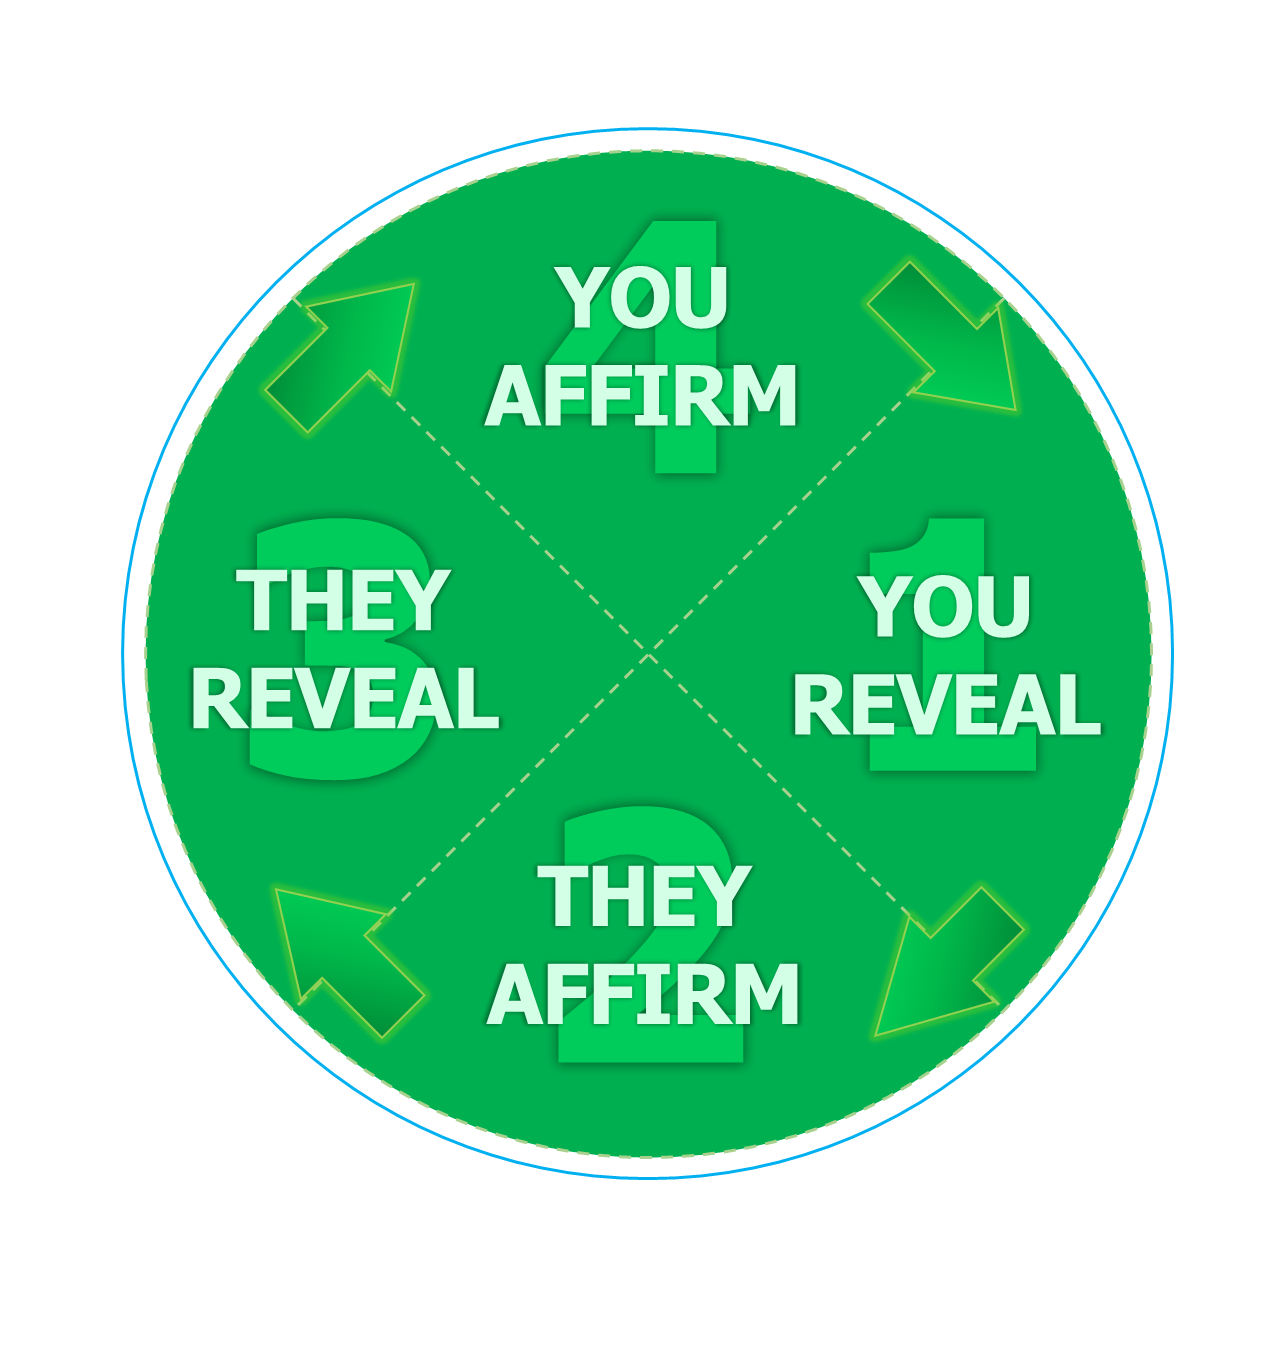 4
YOU
AFFIRM
1
YOU
REVEAL
2
THEY
AFFIRM
3
THEY
REVEAL